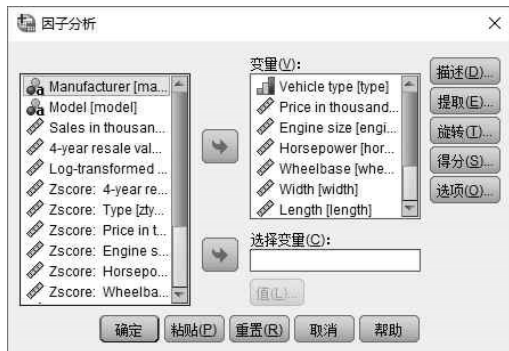 因子分析
Manufacturer [ma...
Model [model]
Sales in thousan...
4-year resale val...
Log-transformed ...
Zscore: 4-year re...
Zscore: Type [zty...
Zscore: Price in t...
Zscore: Engine s...
Zscore: Horsepo...
Zscore: Wheelba...
变量(V):
Vehicle type [type]
Price in thousand...
Engine size [engi...
Horsepower [hor...
Wheelbase [whe...
Width [width]
Length [length]
选择变量(C):
值(L)...
描述(D)...
提取(E)...
旋转(T)...
得分(S)...
选项(O)...
确定
粘贴(P)
重置(R)
取消
帮助